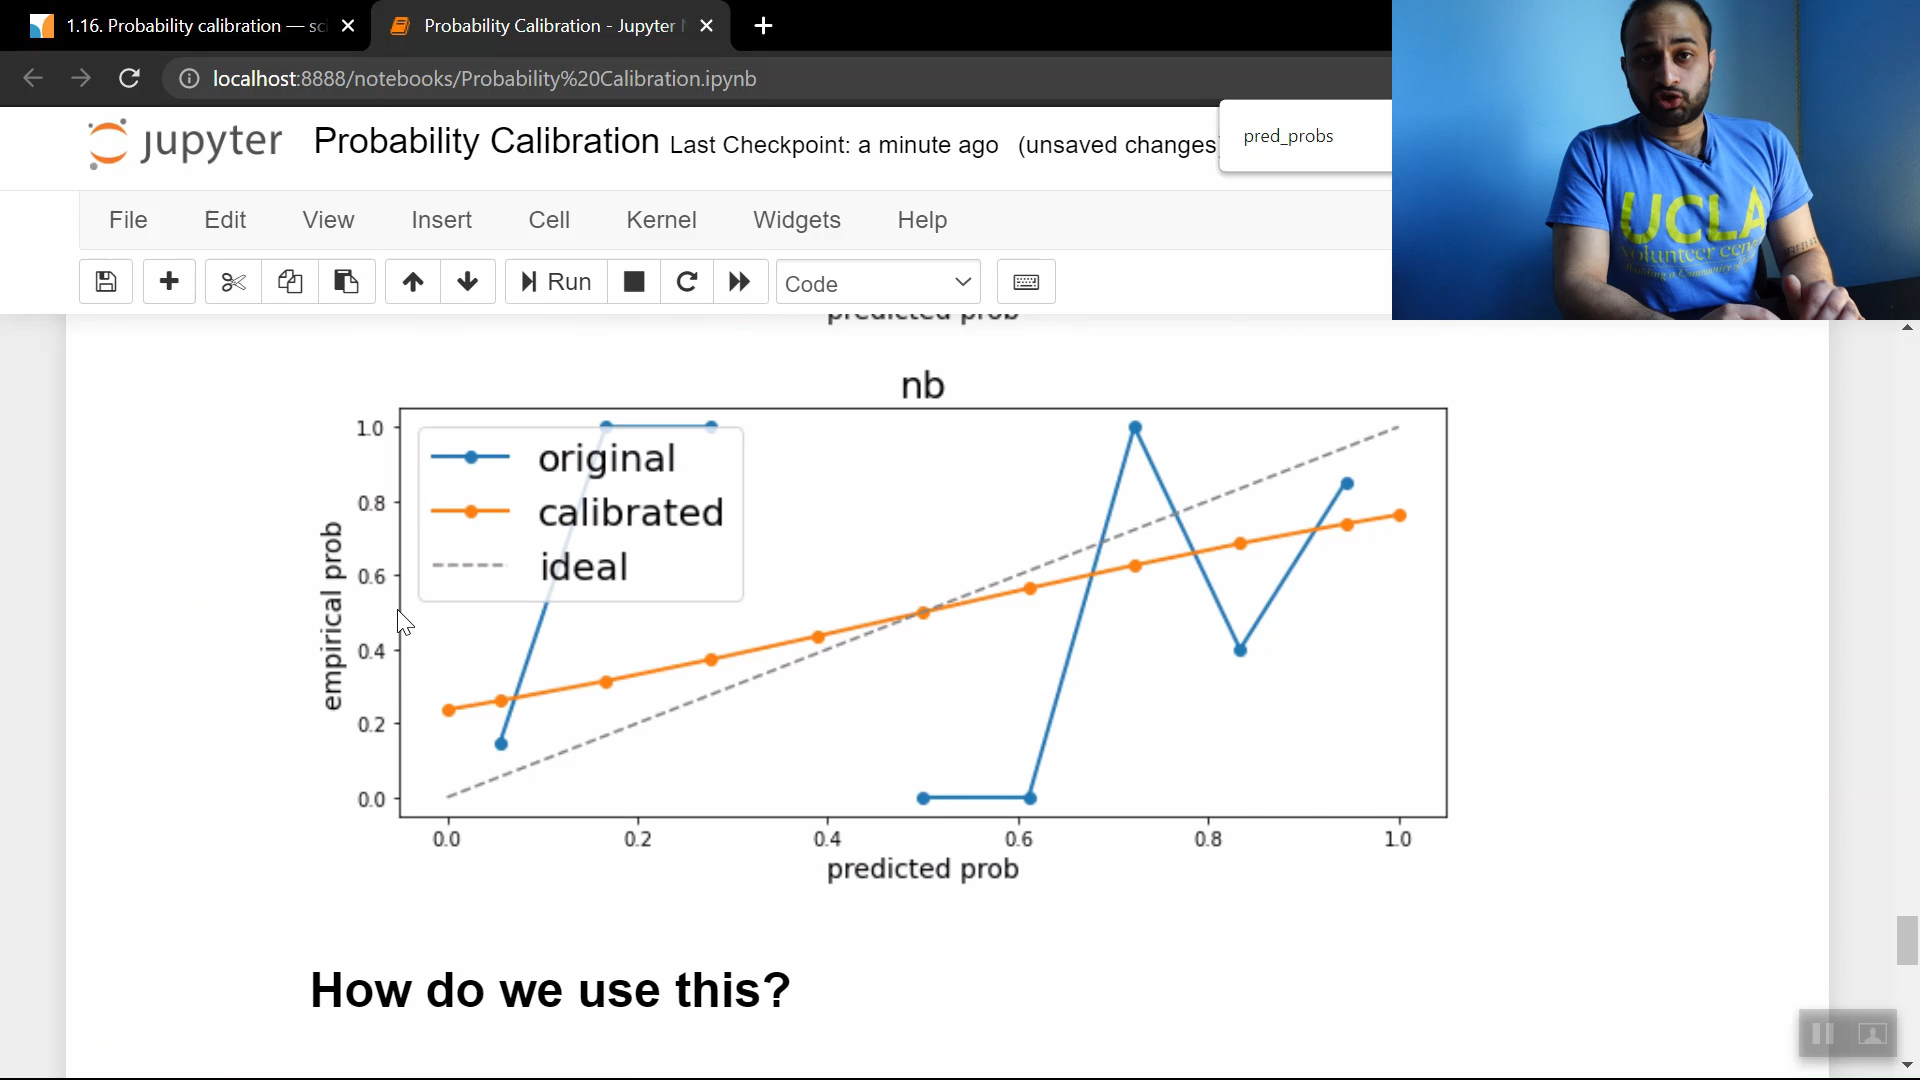 1.16. Probability calibration — sc
Probability Calibration - Jupyter
localhost:8888/notebooks/Probability%20Calibration.ipynb
jupyter Probability Calibration Last Checkpoint: a minute ago (unsaved changes)
pred_probs
UCLA
Volunteer
File Edit View Insert Cell Kernel Widgets Help
Run
Code
predicted prob
nb
original
calibrated
ideal
empirical prob
1.0
0.8
0.6
0.4
0.2
0.0
0.0 0.2 0.4 0.6 0.8 1.0
predicted prob
How do we use this?